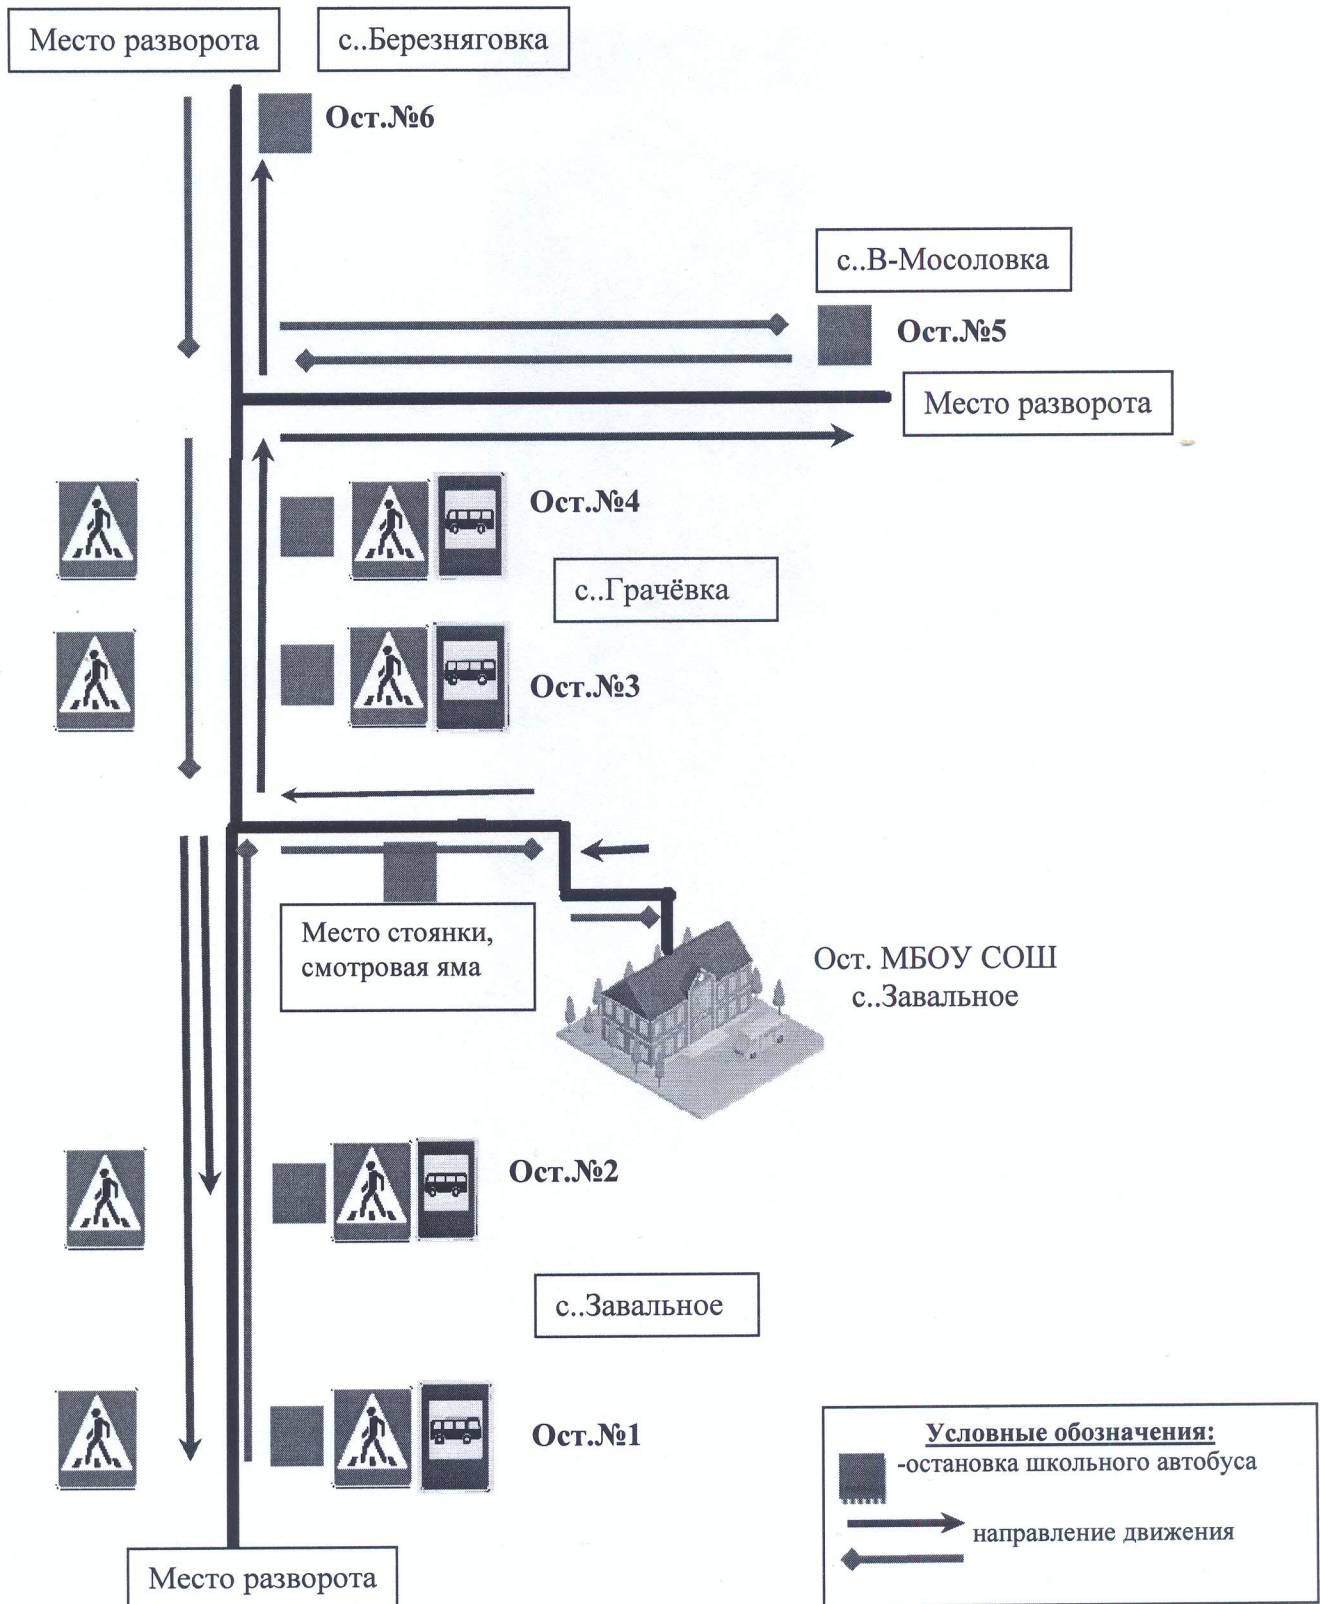 Место разворота
с..Березняговка
Ост.№6
с..В-Мосоловка
Ост.№5
Место разворота
Ост.№4
с..Грачёвка
Ост.№3
Место стоянки,
смотровая яма
Ост. МБОУ СОШ
с..Завальное
Ост.№2
с..Завальное
Ост.№1
Условные обозначения:
-остановка школьного автобуса
направление движения
Место разворота